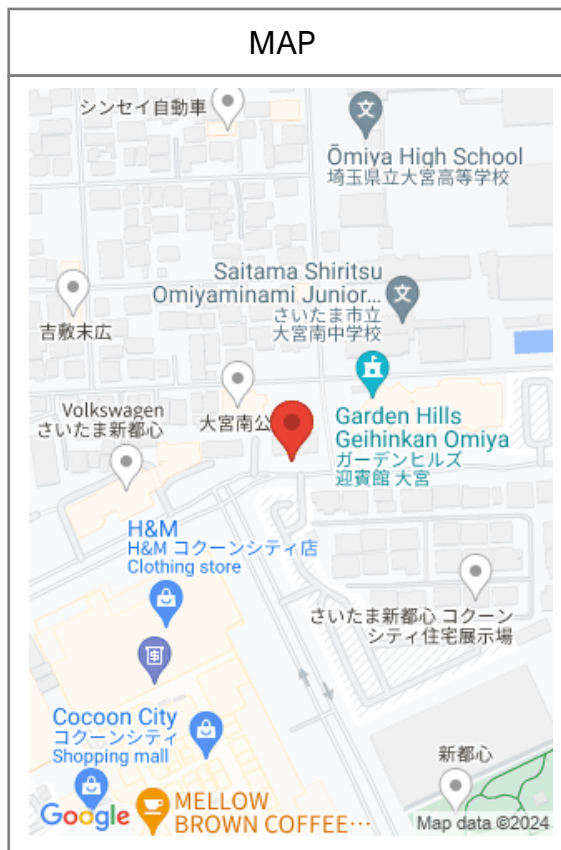 MAP
シンセイ自動車
Ōmiya High School
埼玉県立大宮高等学校
Saitama Shiritsu
Omiyaminami Junior...
さいたま市立
大宮南中学校
吉敷末広
大宮南公
Volkswagen
さいたま新都心
Garden Hills
Geihinkan Omiya
ガーデンヒルズ
迎賓館 大宮
H&M
H&M コクーンシティ店
Clothing store
さいたま新都心 コクーン
シティ住宅展示場
Cocoon City
コクーンシティ
Shopping mall
新都心
MELLOW
BROWN COFFEE…
Google
Map data ©2024